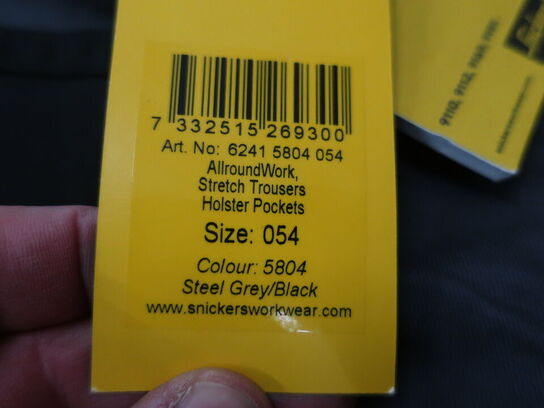 7 332515 269300
Art. No: 6241 5804 054
AllroundWork,
Stretch Trousers
Holster Pockets
Size: 054
Colour: 5804
Steel Grey/Black
www.snickersworkwear.com